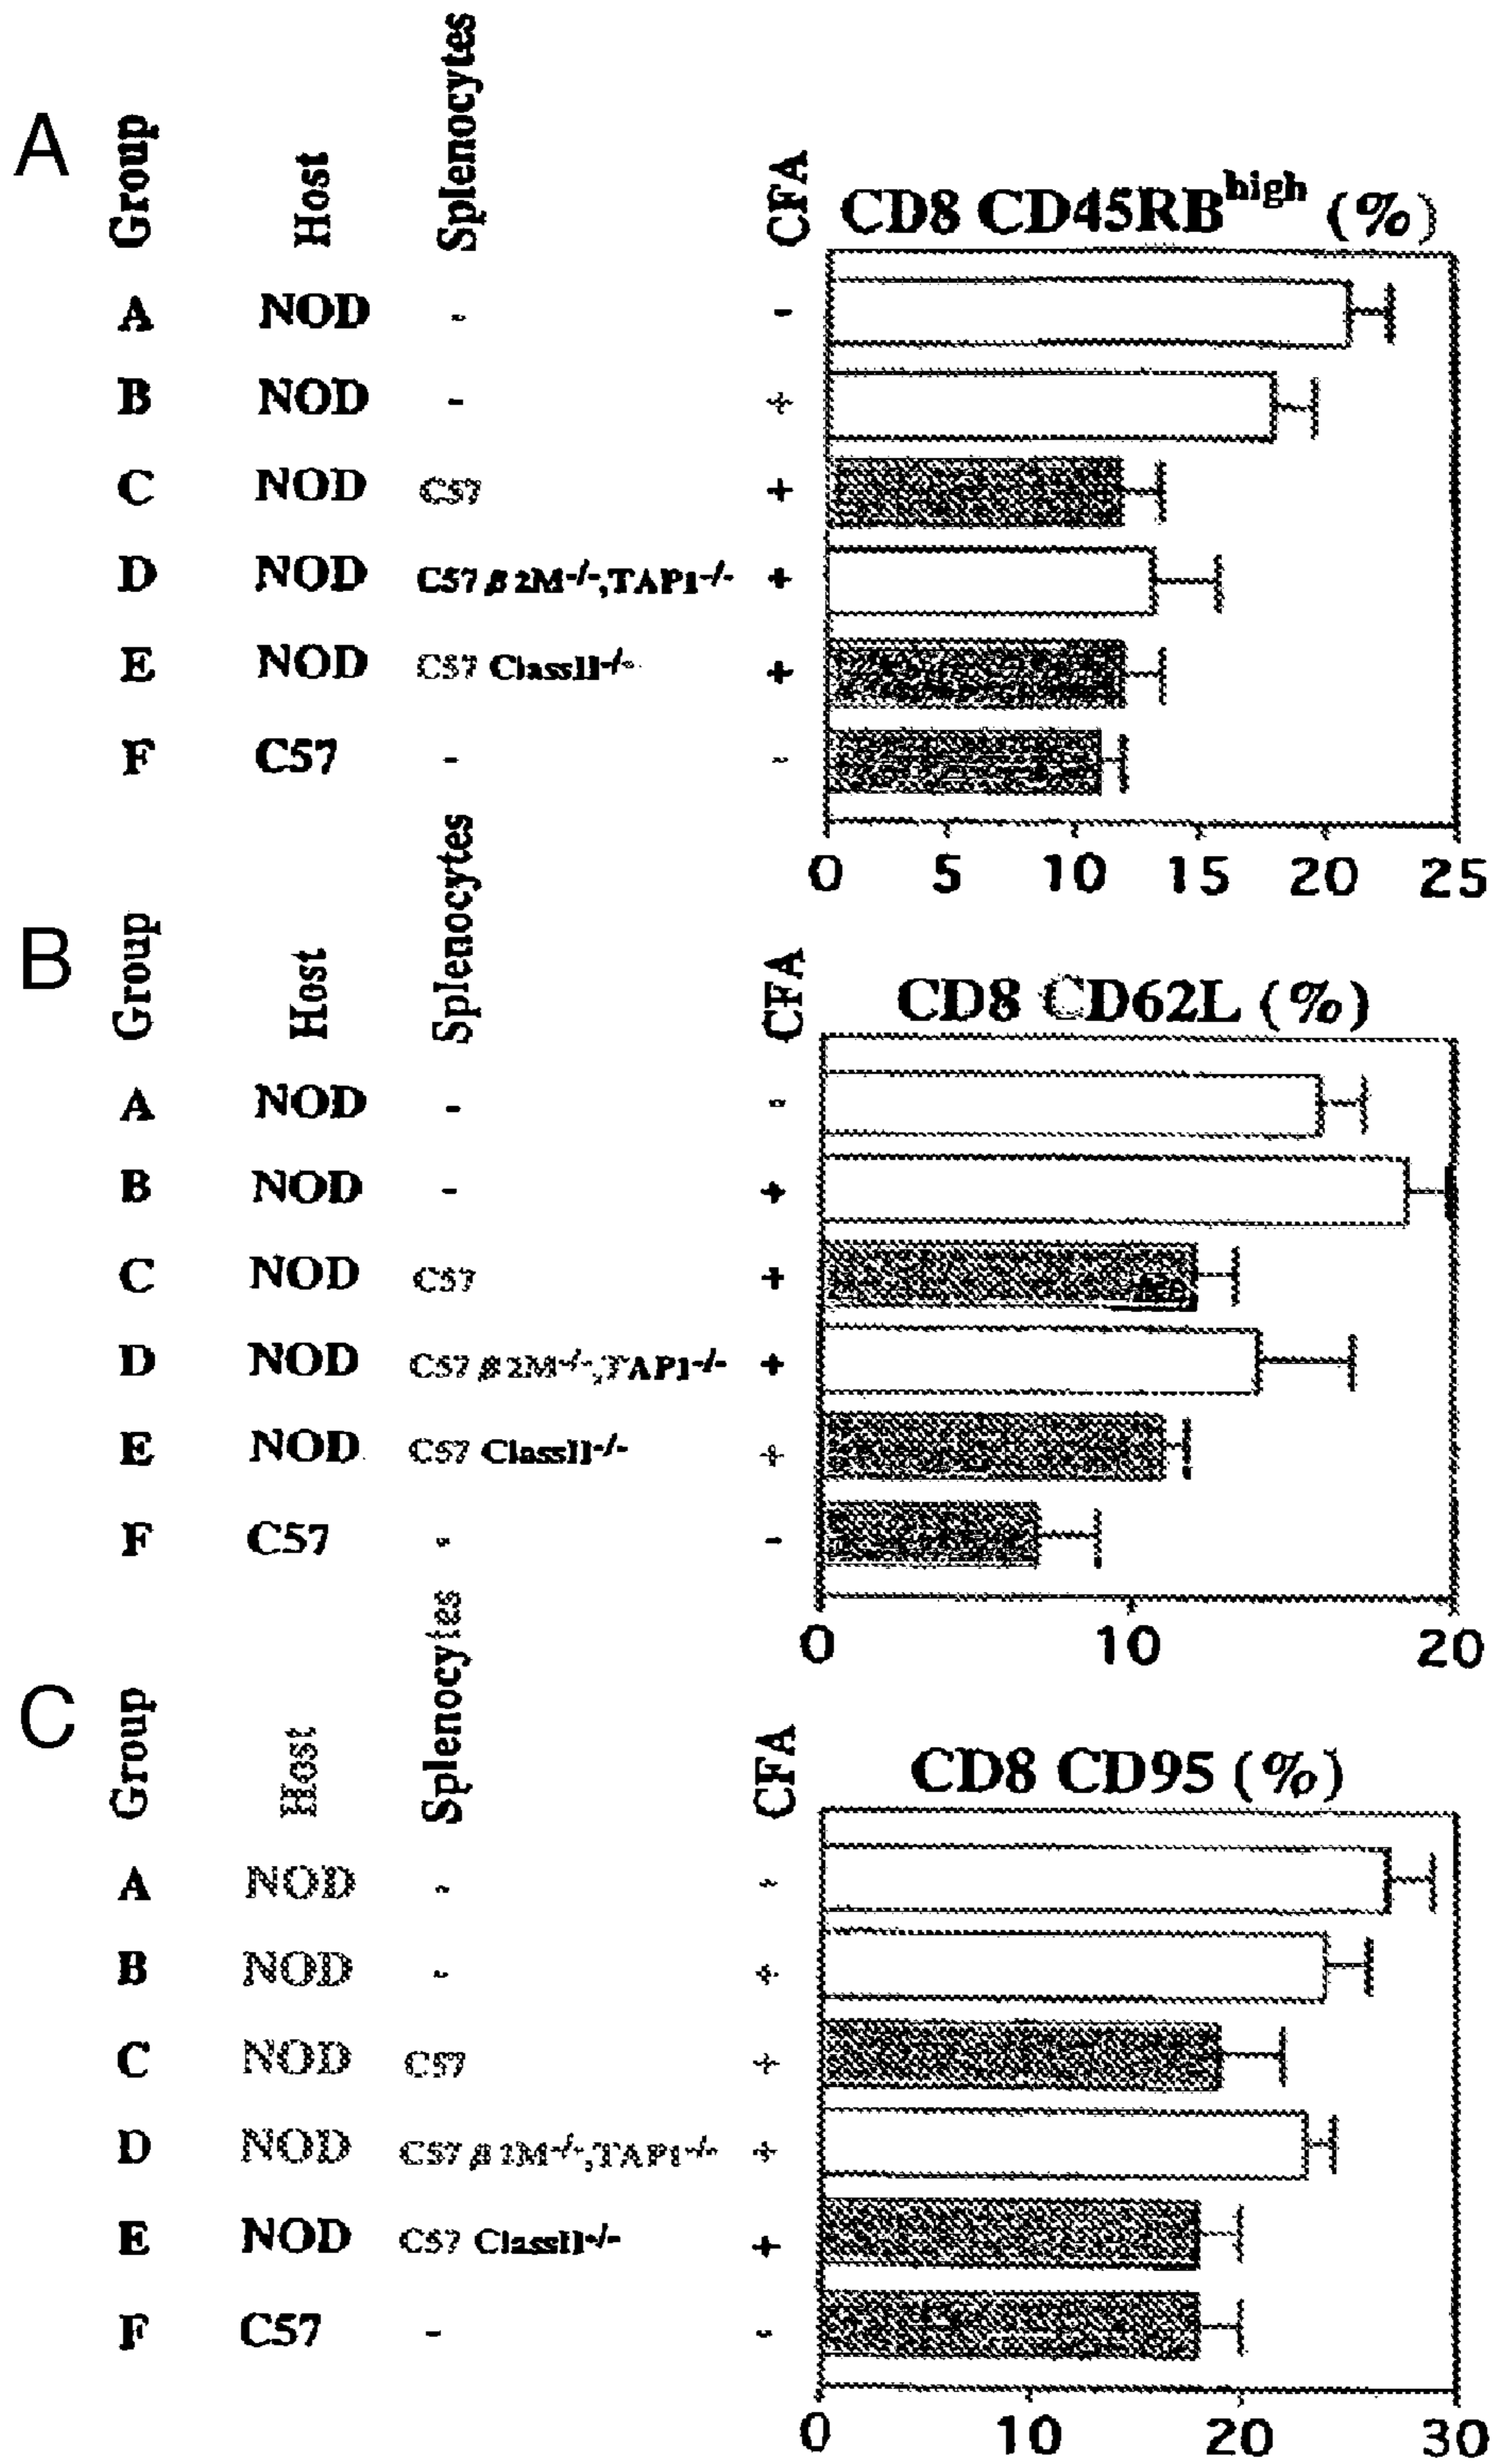 A
Group Host Splenocytes CFA CD8 CD45RBhigh (%)
A NOD - -
B NOD - +
C NOD C57 +
D NOD C57 β2M-/-,TAP1-/- +
E NOD C57 ClassII-/- +
F C57 - -
0 5 10 15 20 25
B
Group Host Splenocytes CFA CD8 CD62L (%)
A NOD - -
B NOD - +
C NOD C57 +
D NOD C57 β2M-/-,TAP1-/- +
E NOD C57 ClassII-/- +
F C57 - -
0 10 20
C
Group Host Splenocytes CFA CD8 CD95 (%)
A NOD - -
B NOD - +
C NOD C57 +
D NOD C57 β2M-/-,TAP1-/- +
E NOD C57 ClassII-/- +
F C57 - -
0 10 20 30